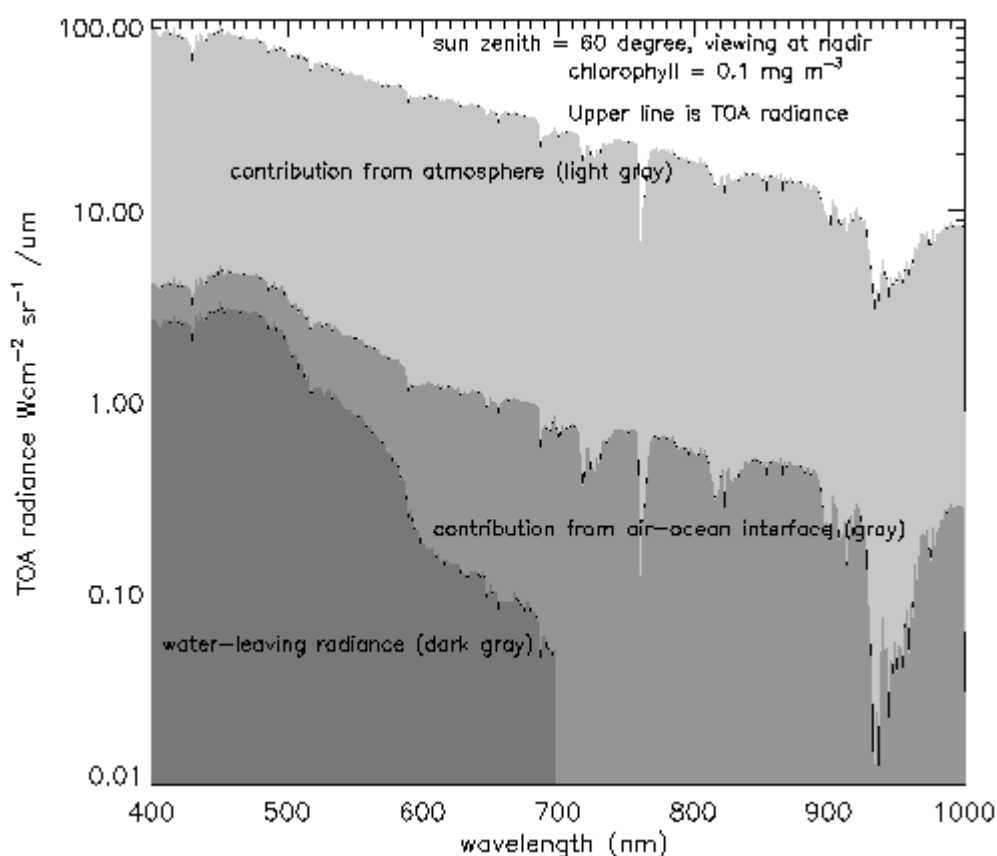 100.00
10.00
1.00
0.10
0.01
TOA radiance Wcm⁻² sr⁻¹ /um
sun zenith = 60 degree, viewing at nadir
chlorophyll = 0.1 mg m⁻³
Upper line is TOA radiance
contribution from atmosphere (light gray)
contribution from air-ocean interface (gray)
water-leaving radiance (dark gray)
400 500 600 700 800 900 1000
wavelength (nm)